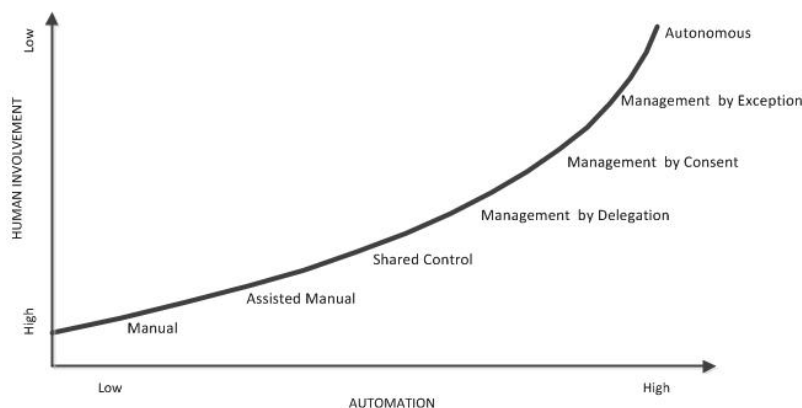 Low
Autonomous
Management by Exception
HUMAN INVOLVEMENT
Management by Consent
Management by Delegation
Shared Control
Assisted Manual
High
Manual
Low
High
AUTOMATION